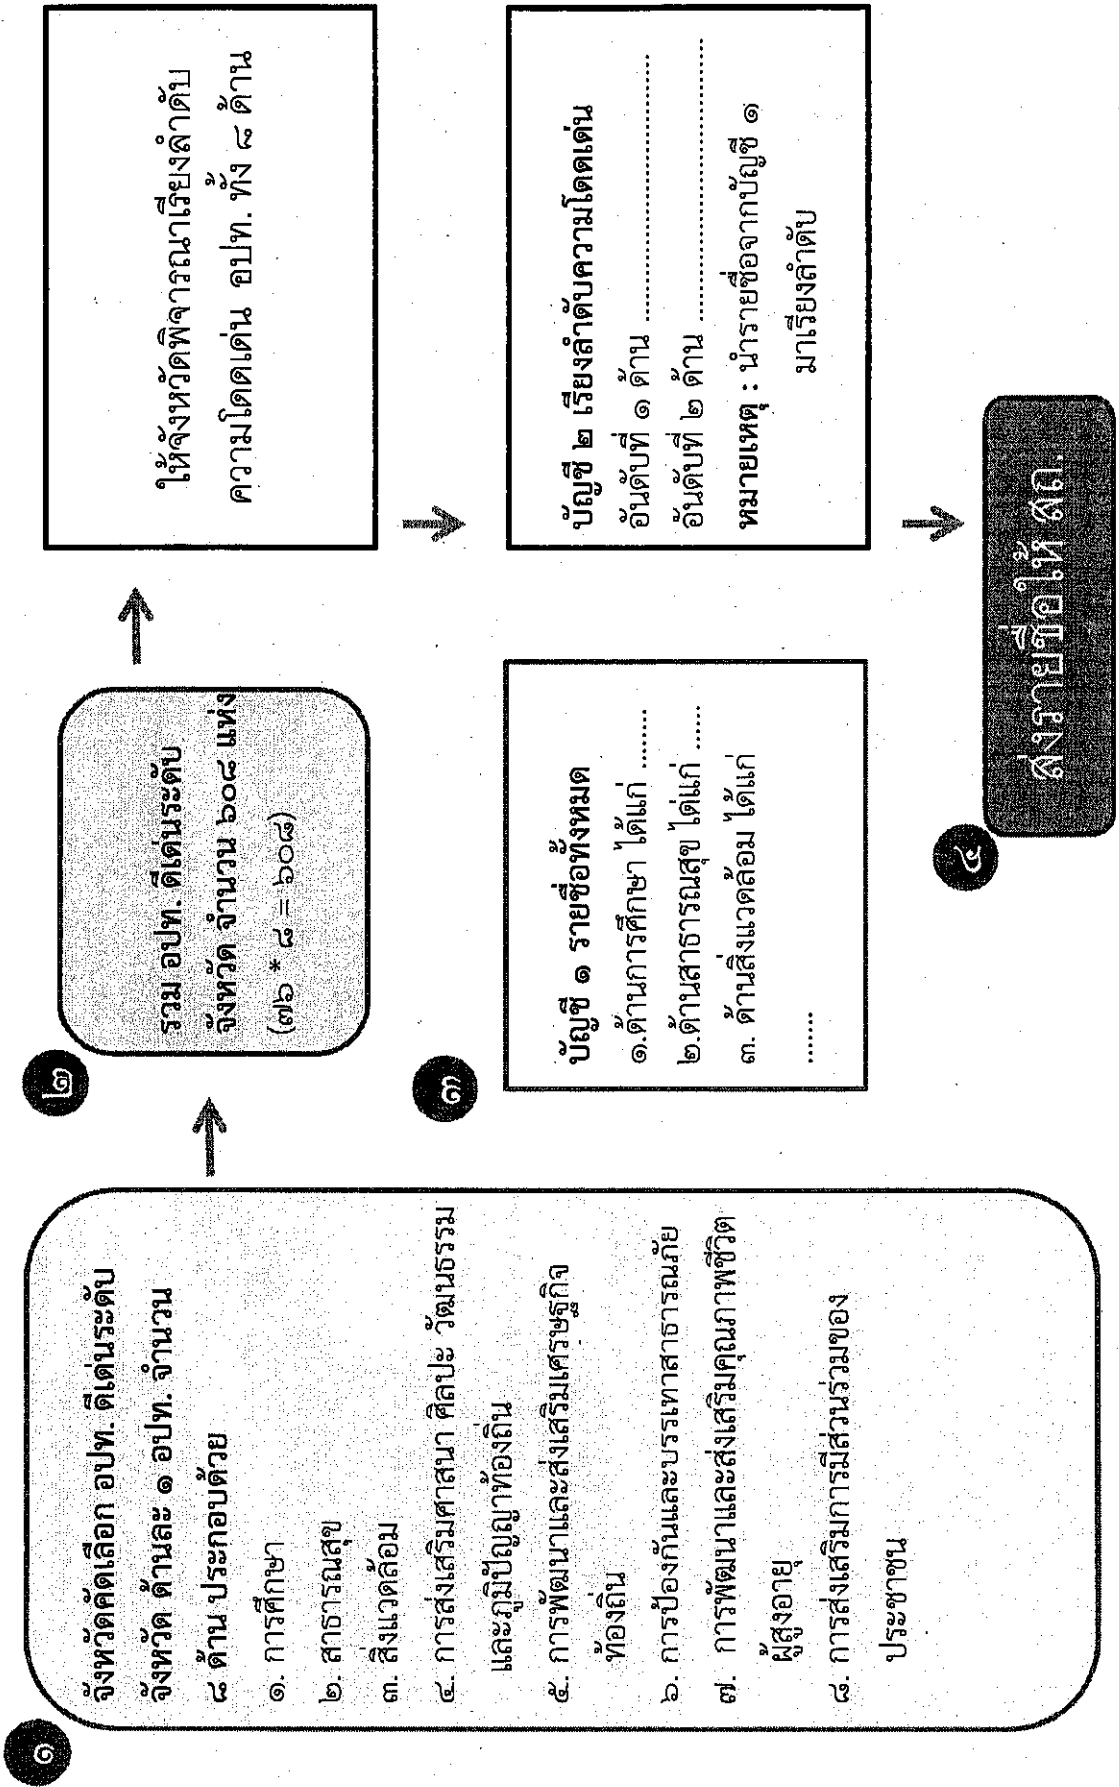 ๑
จังหวัดคัดเลือก อปท. ดีเด่นระดับ
จังหวัด ด้านละ ๑ อปท. จำนวน
๘ ด้าน ประกอบด้วย
๑. การศึกษา
๒. สาธารณสุข
๓. สิ่งแวดล้อม
๔. การส่งเสริมศาสนา ศิลปะ วัฒนธรรม
และภูมิปัญญาท้องถิ่น
๕. การพัฒนาและส่งเสริมเศรษฐกิจ
ท้องถิ่น
๖. การป้องกันและบรรเทาสาธารณภัย
๗. การพัฒนาและส่งเสริมคุณภาพชีวิต
ผู้สูงอายุ
๘. การส่งเสริมการมีส่วนร่วมของ
ประชาชน
๒
รวม อปท. ดีเด่นระดับ
จังหวัด จำนวน ๖๐๘ แห่ง
(๗๖ * ๘ = ๖๐๘)
ให้จังหวัดพิจารณาเรียงลำดับ
ความโดดเด่น อปท. ทั้ง ๘ ด้าน
๓
บัญชี ๑ รายชื่อทั้งหมด
๑.ด้านการศึกษา ได้แก่ ........
๒.ด้านสาธารณสุข ได้แก่ ......
๓. ด้านสิ่งแวดล้อม ได้แก่
.......
บัญชี ๒ เรียงลำดับความโดดเด่น
อันดับที่ ๑ ด้าน ........................................
อันดับที่ ๒ ด้าน ........................................
หมายเหตุ : นำรายชื่อจากบัญชี ๑
มาเรียงลำดับ
๔
ส่งรายชื่อให้ สถ.